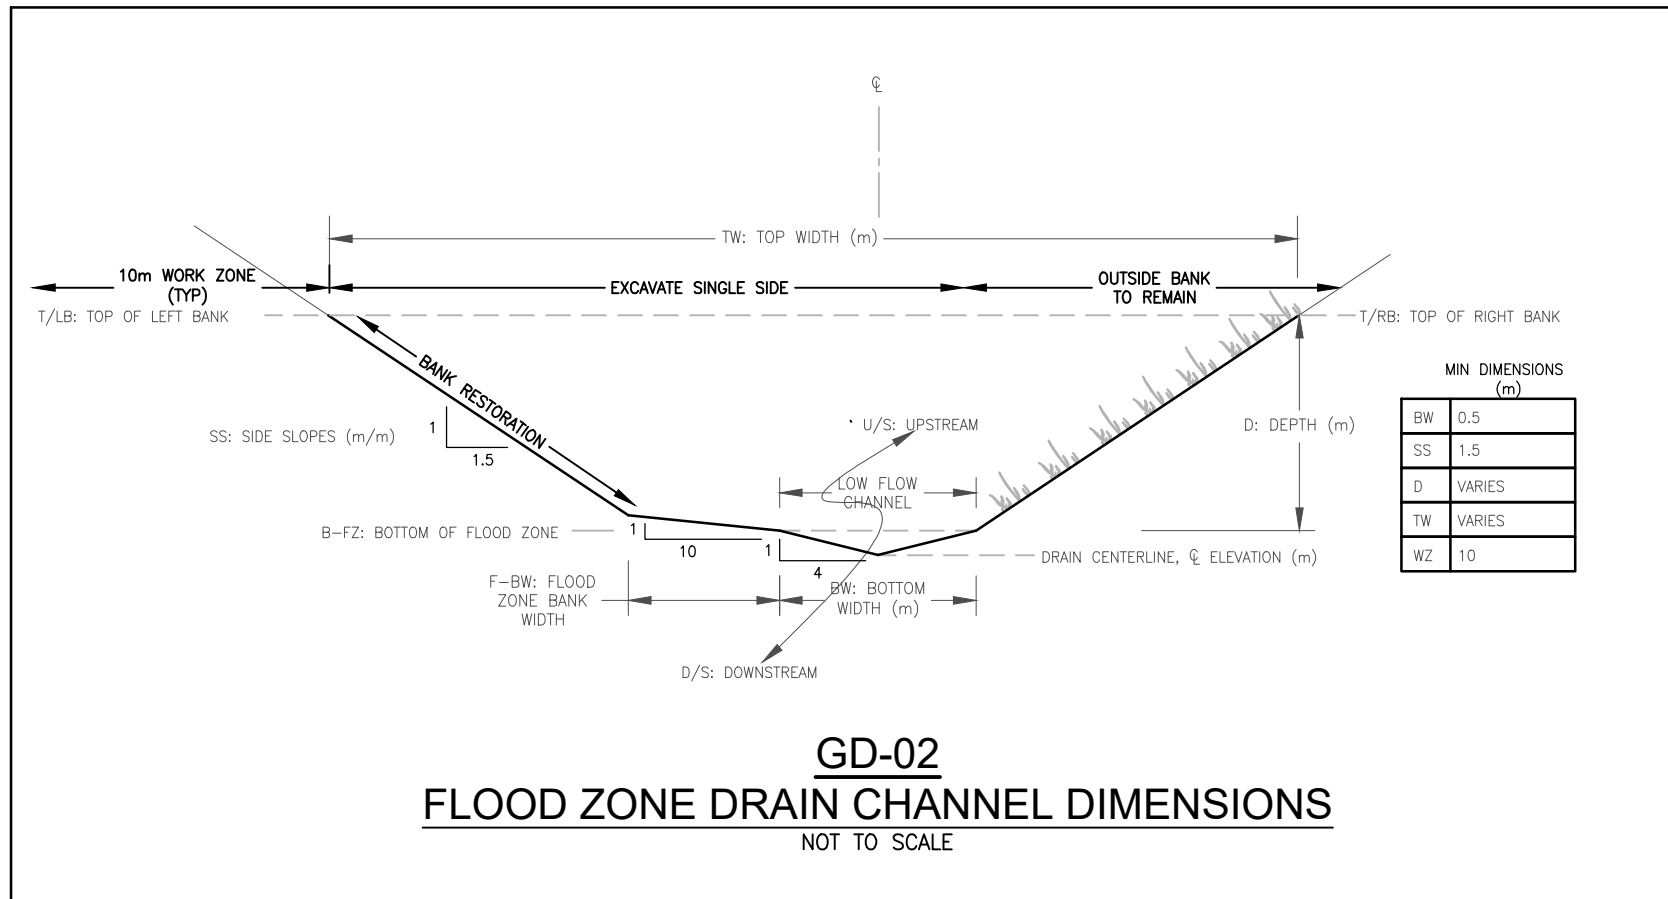 ℄
TW: TOP WIDTH (m)
10m WORK ZONE
(TYP)
EXCAVATE SINGLE SIDE
OUTSIDE BANK
TO REMAIN
T/LB: TOP OF LEFT BANK
T/RB: TOP OF RIGHT BANK
BANK RESTORATION
SS: SIDE SLOPES (m/m)
1
1.5
U/S: UPSTREAM
D: DEPTH (m)
MIN DIMENSIONS
(m)
BW 0.5
SS 1.5
D VARIES
TW VARIES
WZ 10
LOW FLOW
CHANNEL
B-FZ: BOTTOM OF FLOOD ZONE
1
10
1
4
DRAIN CENTERLINE, ℄ ELEVATION (m)
F-BW: FLOOD
ZONE BANK
WIDTH
BW: BOTTOM
WIDTH (m)
D/S: DOWNSTREAM
GD-02
FLOOD ZONE DRAIN CHANNEL DIMENSIONS
NOT TO SCALE